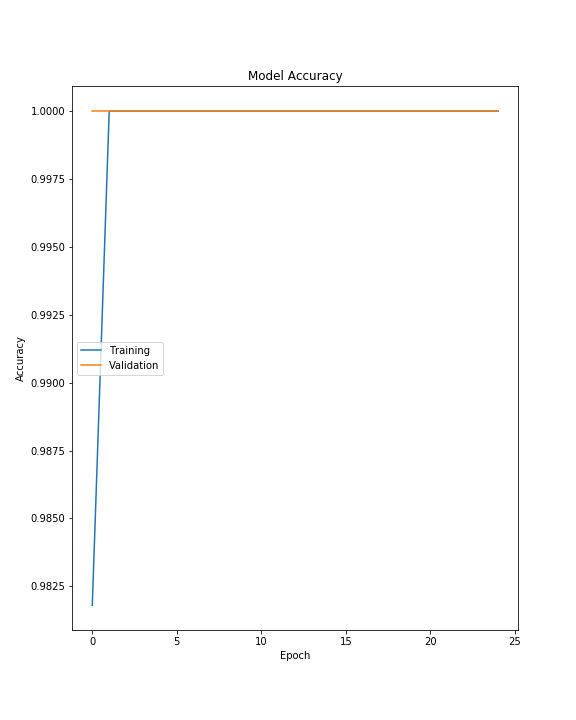 Model Accuracy
1.0000
0.9975
0.9950
0.9925
0.9900
0.9875
0.9850
0.9825
Accuracy
Training
Validation
0 5 10 15 20 25
Epoch